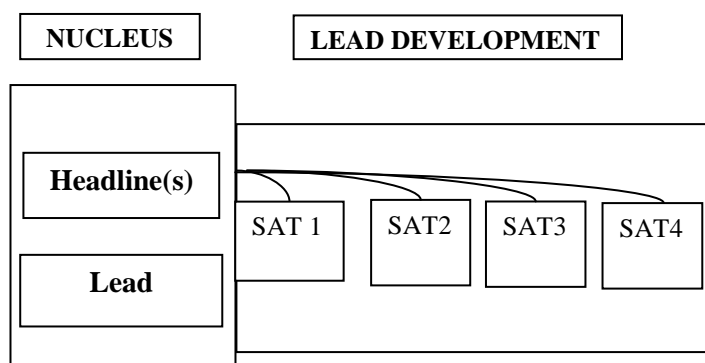 NUCLEUS
LEAD DEVELOPMENT
Headline(s)
Lead
SAT 1
SAT2
SAT3
SAT4